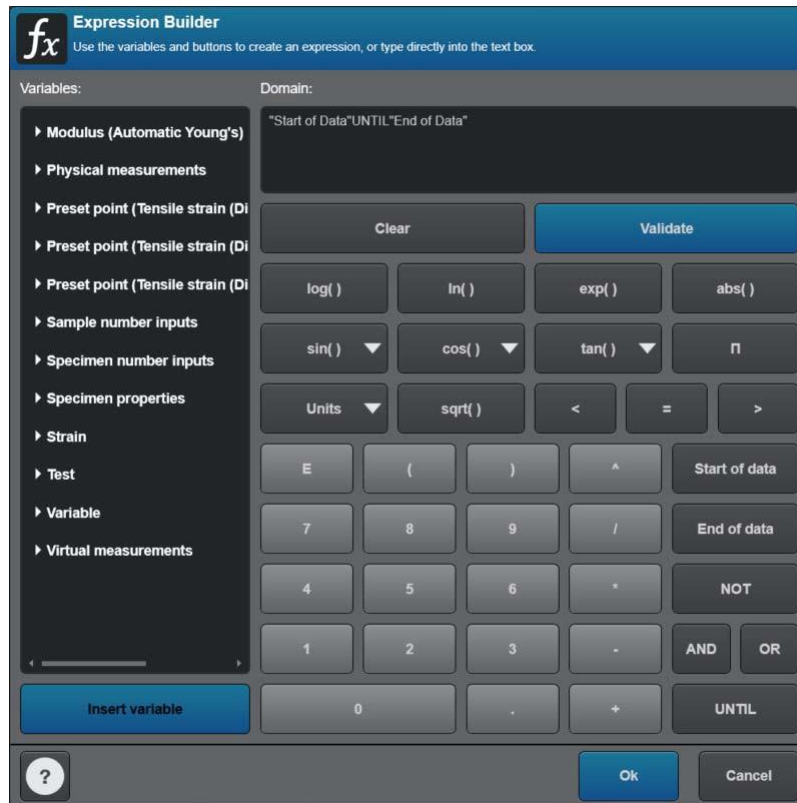 fx
Expression Builder
Use the variables and buttons to create an expression, or type directly into the text box.
Variables:
Domain:
Modulus (Automatic Young's)
Physical measurements
Preset point (Tensile strain (Di
Preset point (Tensile strain (Di
Preset point (Tensile strain (Di
Sample number inputs
Specimen number inputs
Specimen properties
Strain
Test
Variable
Virtual measurements
Insert variable
"Start of Data"UNTIL"End of Data"
Clear Validate
log( ) ln( ) exp( ) abs( )
sin( ) cos( ) tan( ) Π
Units sqrt( ) < = >
E ( ) ^ Start of data
7 8 9 / End of data
4 5 6 * NOT
1 2 3 - AND OR
0 . + UNTIL
? Ok Cancel